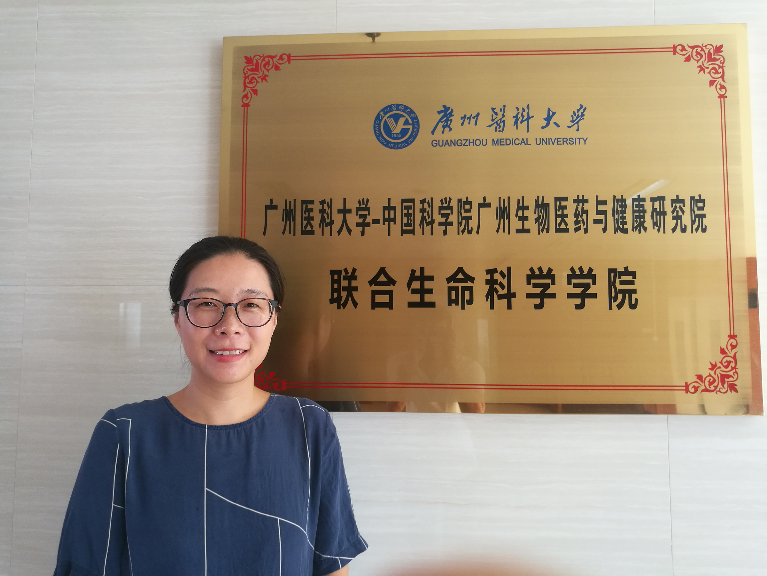 廣州醫科大學
GUANGZHOU MEDICAL UNIVERSITY
广州医科大学-中国科学院广州生物医药与健康研究院
联合生命科学学院